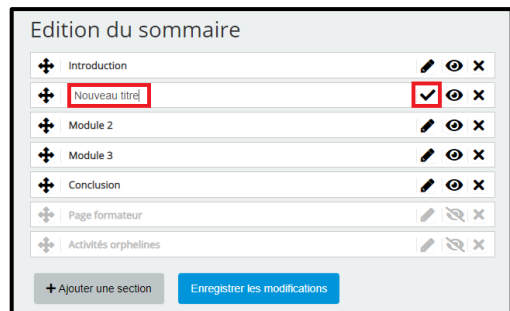 Edition du sommaire
Introduction
Nouveau titre
Module 2
Module 3
Conclusion
Page formateur
Activités orphelines
+ Ajouter une section
Enregistrer les modifications